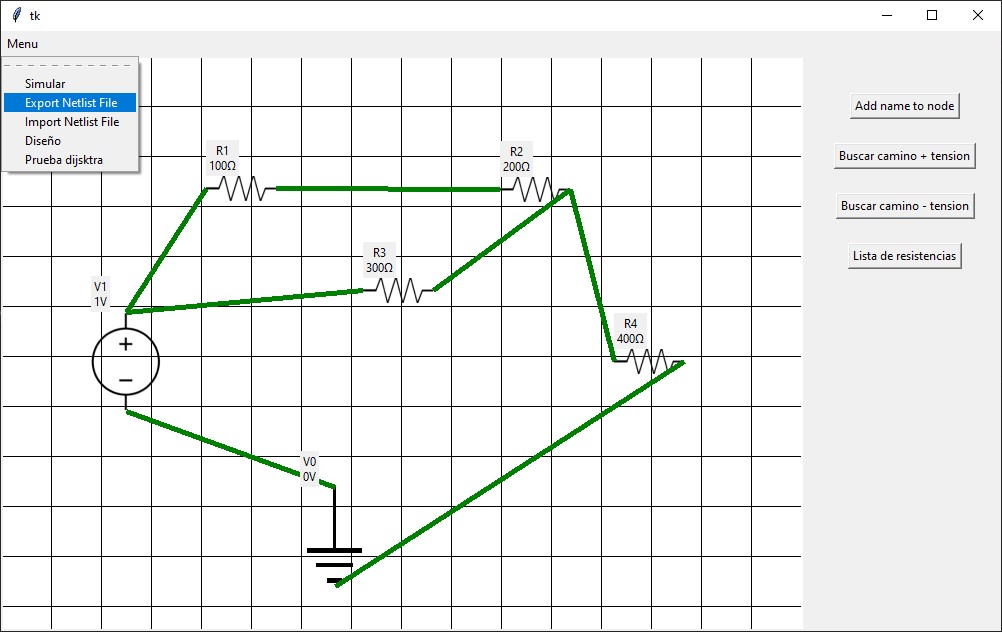 tk
Menu
Simular
Export Netlist File
Import Netlist File
Diseño
Prueba dijsktra
R1
100Ω
R2
200Ω
R3
300Ω
V1
1V
+
−
R4
400Ω
V0
0V
Add name to node
Buscar camino + tension
Buscar camino - tension
Lista de resistencias